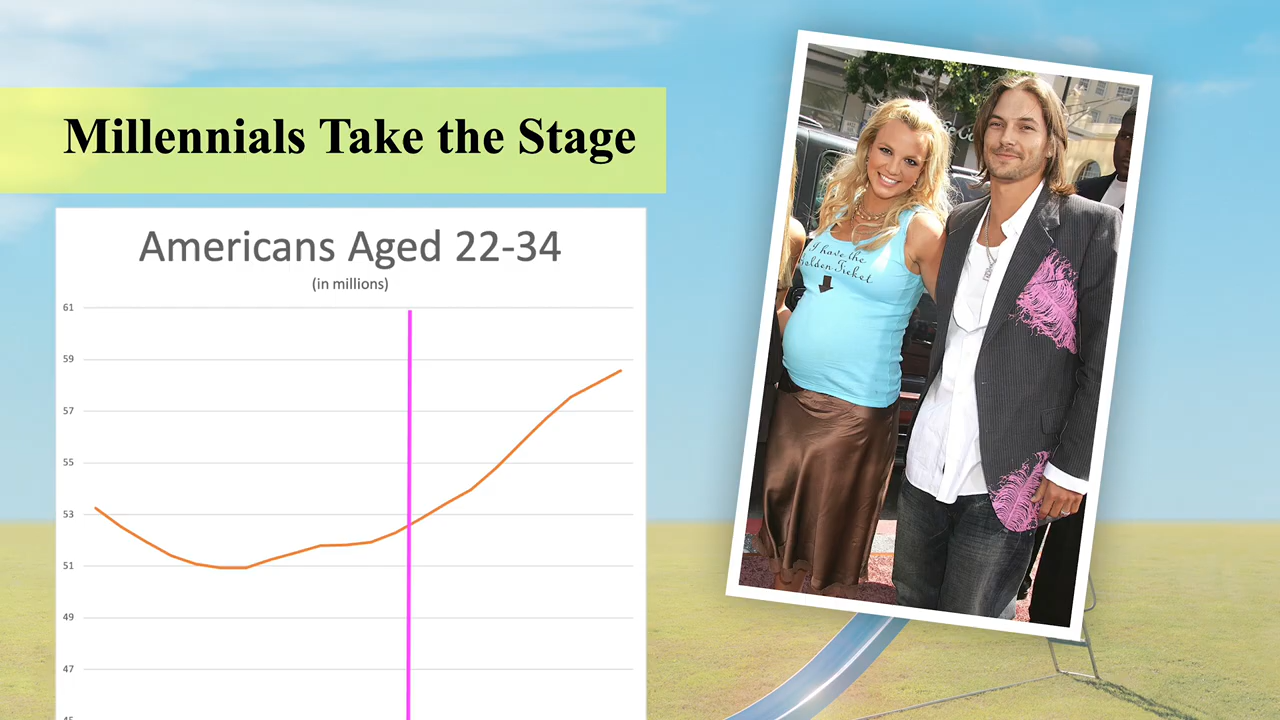 Millennials Take the Stage
Americans Aged 22-34
(in millions)
61
59
57
55
53
51
49
47
I have the
Golden Ticket